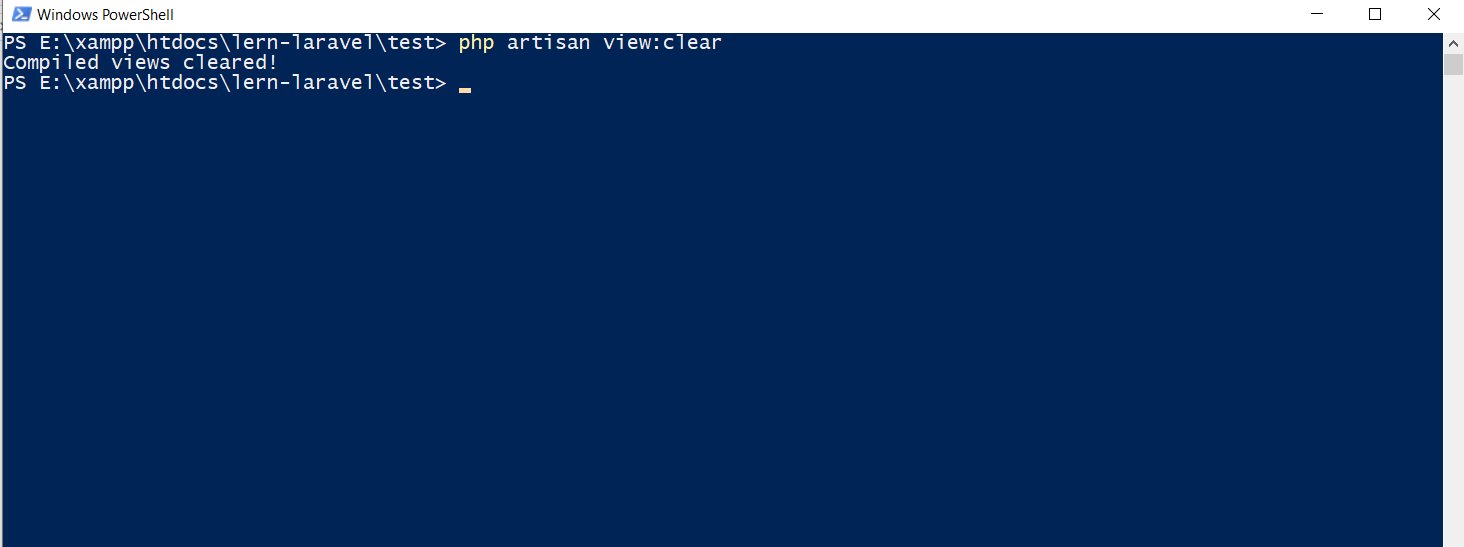 Windows PowerShell
PS E:\xampp\htdocs\lern-laravel\test> php artisan view:clear
Compiled views cleared!
PS E:\xampp\htdocs\lern-laravel\test>